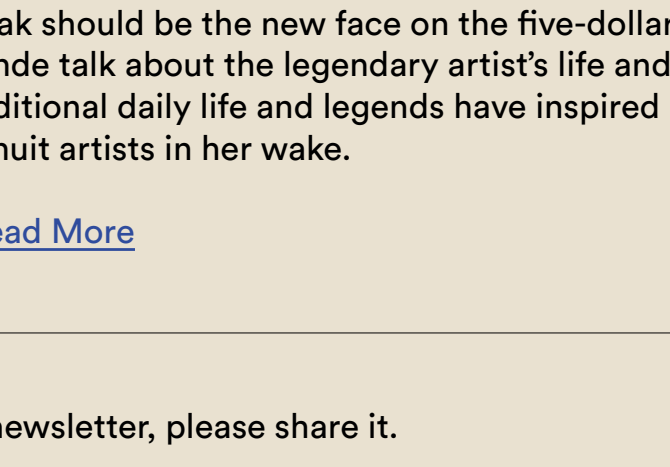 ak should be the new face on the five-dollar
nde talk about the legendary artist's life and
ditional daily life and legends have inspired
nuit artists in her wake.
ead More
newsletter, please share it.